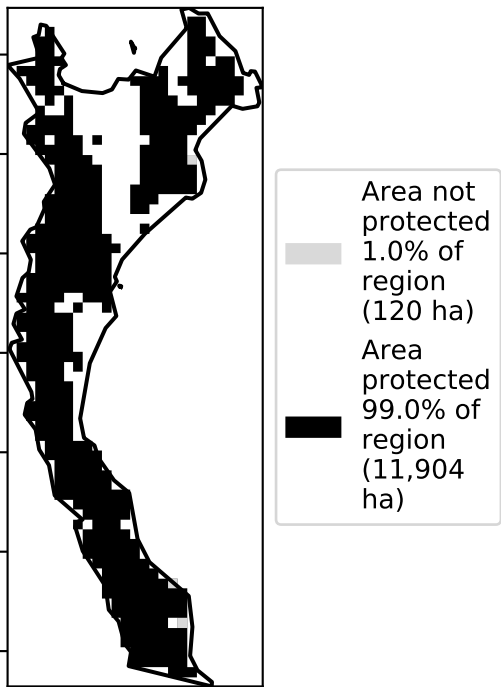 Area not
protected
1.0% of
region
(120 ha)
Area
protected
99.0% of
region
(11,904
ha)